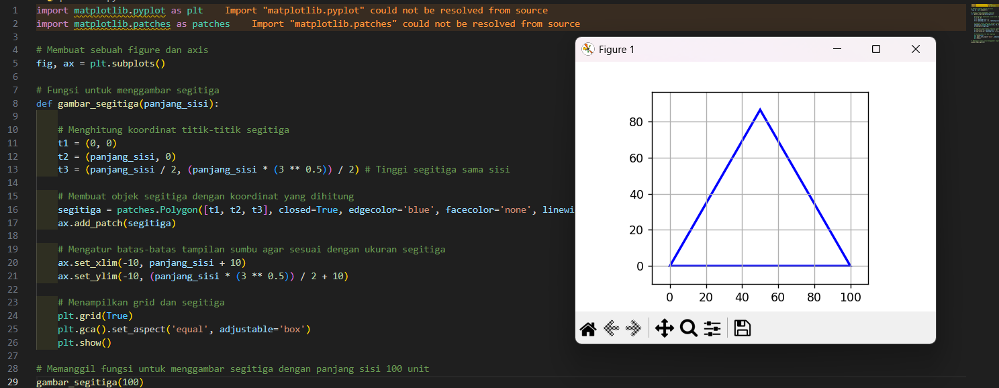 1 import matplotlib.pyplot as plt Import "matplotlib.pyplot" could not be resolved from source
2 import matplotlib.patches as patches Import "matplotlib.patches" could not be resolved from source
3
4 # Membuat sebuah figure dan axis
5 fig, ax = plt.subplots()
6
7 # Fungsi untuk menggambar segitiga
8 def gambar_segitiga(panjang_sisi):
9
10 # Menghitung koordinat titik-titik segitiga
11 t1 = (0, 0)
12 t2 = (panjang_sisi, 0)
13 t3 = (panjang_sisi / 2, (panjang_sisi * (3 ** 0.5)) / 2) # Tinggi segitiga sama sisi
14
15 # Membuat objek segitiga dengan koordinat yang dihitung
16 segitiga = patches.Polygon([t1, t2, t3], closed=True, edgecolor='blue', facecolor='none', linewi
17 ax.add_patch(segitiga)
18
19 # Mengatur batas-batas tampilan sumbu agar sesuai dengan ukuran segitiga
20 ax.set_xlim(-10, panjang_sisi + 10)
21 ax.set_ylim(-10, (panjang_sisi * (3 ** 0.5)) / 2 + 10)
22
23 # Menampilkan grid dan segitiga
24 plt.grid(True)
25 plt.gca().set_aspect('equal', adjustable='box')
26 plt.show()
27
28 # Memanggil fungsi untuk menggambar segitiga dengan panjang sisi 100 unit
29 gambar_segitiga(100)
Figure 1
80
60
40
20
0
0 20 40 60 80 100